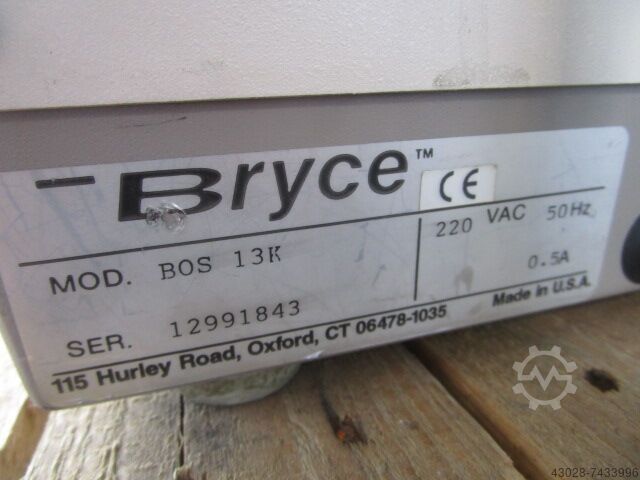 Bryce™
CE
MOD. BOS 13K
220 VAC 50Hz
0.5A
SER. 12991843
Made in U.S.A.
115 Hurley Road, Oxford, CT 06478-1035
43028-7433996